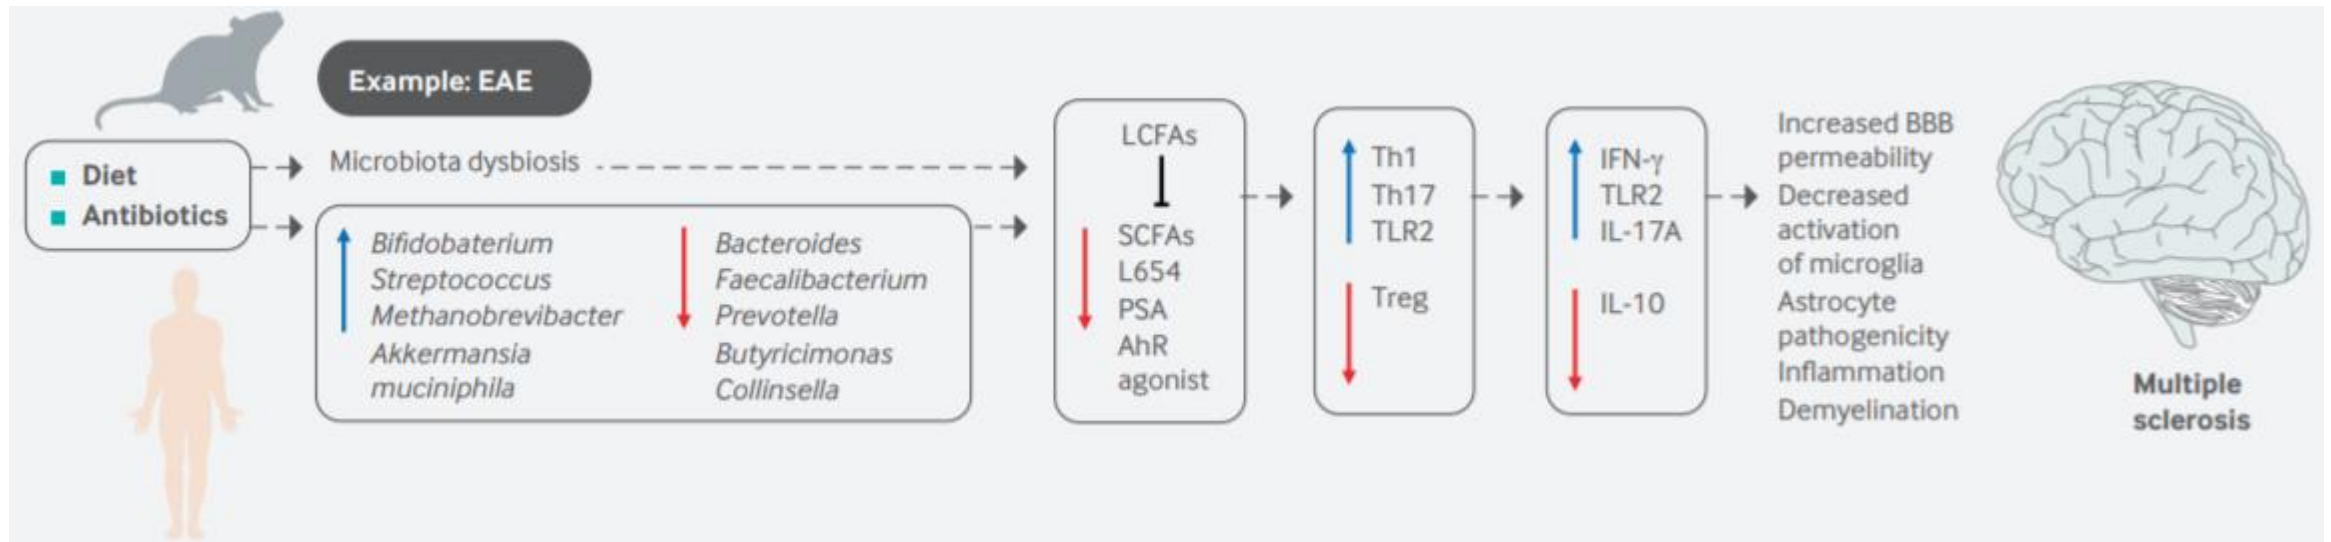 Example: EAE
Diet
Antibiotics
Microbiota dysbiosis
Bifidobaterium
Streptococcus
Methanobrevibacter
Akkermansia
muciniphila
Bacteroides
Faecalibacterium
Prevotella
Butyricimonas
Collinsella
LCFAs
SCFAs
L654
PSA
AhR
agonist
Th1
Th17
TLR2
Treg
IFN-γ
TLR2
IL-17A
IL-10
Increased BBB
permeability
Decreased
activation
of microglia
Astrocyte
pathogenicity
Inflammation
Demyelination
Multiple
sclerosis